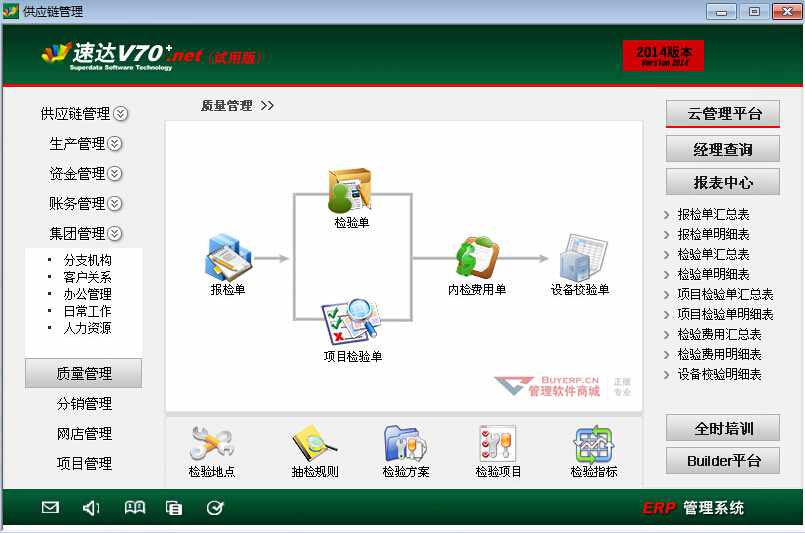 供应链管理
速达V70+.net (试用版)
Superdata Software Technology
2014版本
Version 2014
供应链管理
生产管理
资金管理
账务管理
集团管理
· 分支机构
· 客户关系
· 办公管理
· 日常工作
· 人力资源
质量管理
分销管理
网店管理
项目管理
质量管理 >>
检验单
报检单
内检费用单
设备校验单
项目检验单
BUYERP.CN
管理软件商城
正版
专业
检验地点
抽检规则
检验方案
检验项目
检验指标
云管理平台
经理查询
报表中心
报检单汇总表
报检单明细表
检验单汇总表
检验单明细表
项目检验单汇总表
项目检验单明细表
检验费用汇总表
检验费用明细表
设备校验明细表
全时培训
Builder平台
ERP 管理系统